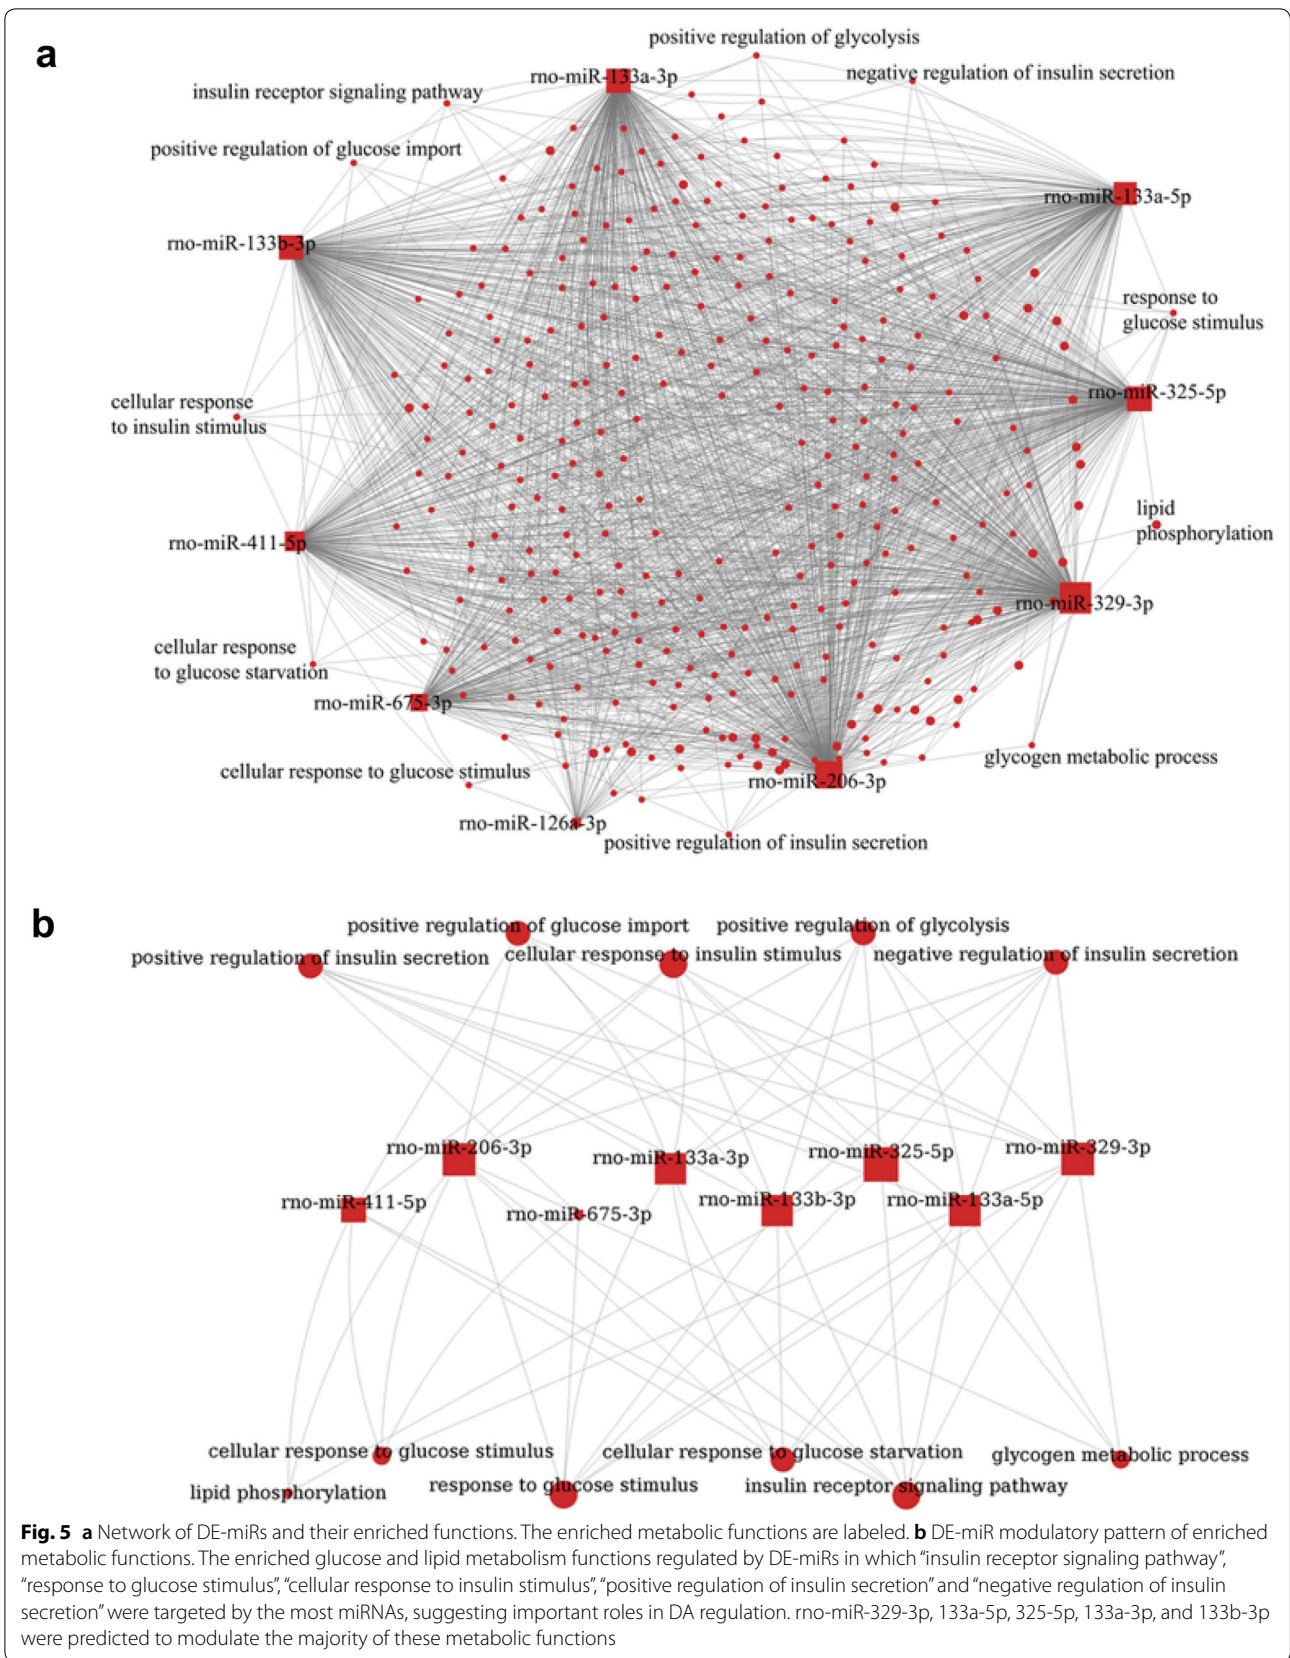 a
positive regulation of glycolysis
rno-miR-133a-3p
negative regulation of insulin secretion
insulin receptor signaling pathway
positive regulation of glucose import
rno-miR-133a-5p
rno-miR-133b-3p
response to
glucose stimulus
rno-miR-325-5p
cellular response
to insulin stimulus
lipid
phosphorylation
rno-miR-411-5p
rno-miR-329-3p
cellular response
to glucose starvation
rno-miR-675-3p
glycogen metabolic process
cellular response to glucose stimulus
rno-miR-206-3p
rno-miR-126a-3p
positive regulation of insulin secretion
b
positive regulation of glucose import
positive regulation of glycolysis
positive regulation of insulin secretion
cellular response to insulin stimulus
negative regulation of insulin secretion
rno-miR-206-3p
rno-miR-133a-3p
rno-miR-325-5p
rno-miR-329-3p
rno-miR-411-5p
rno-miR-675-3p
rno-miR-133b-3p
rno-miR-133a-5p
cellular response to glucose stimulus
cellular response to glucose starvation
glycogen metabolic process
lipid phosphorylation
response to glucose stimulus
insulin receptor signaling pathway
Fig. 5 a Network of DE-miRs and their enriched functions. The enriched metabolic functions are labeled. b DE-miR modulatory pattern of enriched
metabolic functions. The enriched glucose and lipid metabolism functions regulated by DE-miRs in which “insulin receptor signaling pathway”,
“response to glucose stimulus”, “cellular response to insulin stimulus”, “positive regulation of insulin secretion” and “negative regulation of insulin
secretion” were targeted by the most miRNAs, suggesting important roles in DA regulation. rno-miR-329-3p, 133a-5p, 325-5p, 133a-3p, and 133b-3p
were predicted to modulate the majority of these metabolic functions